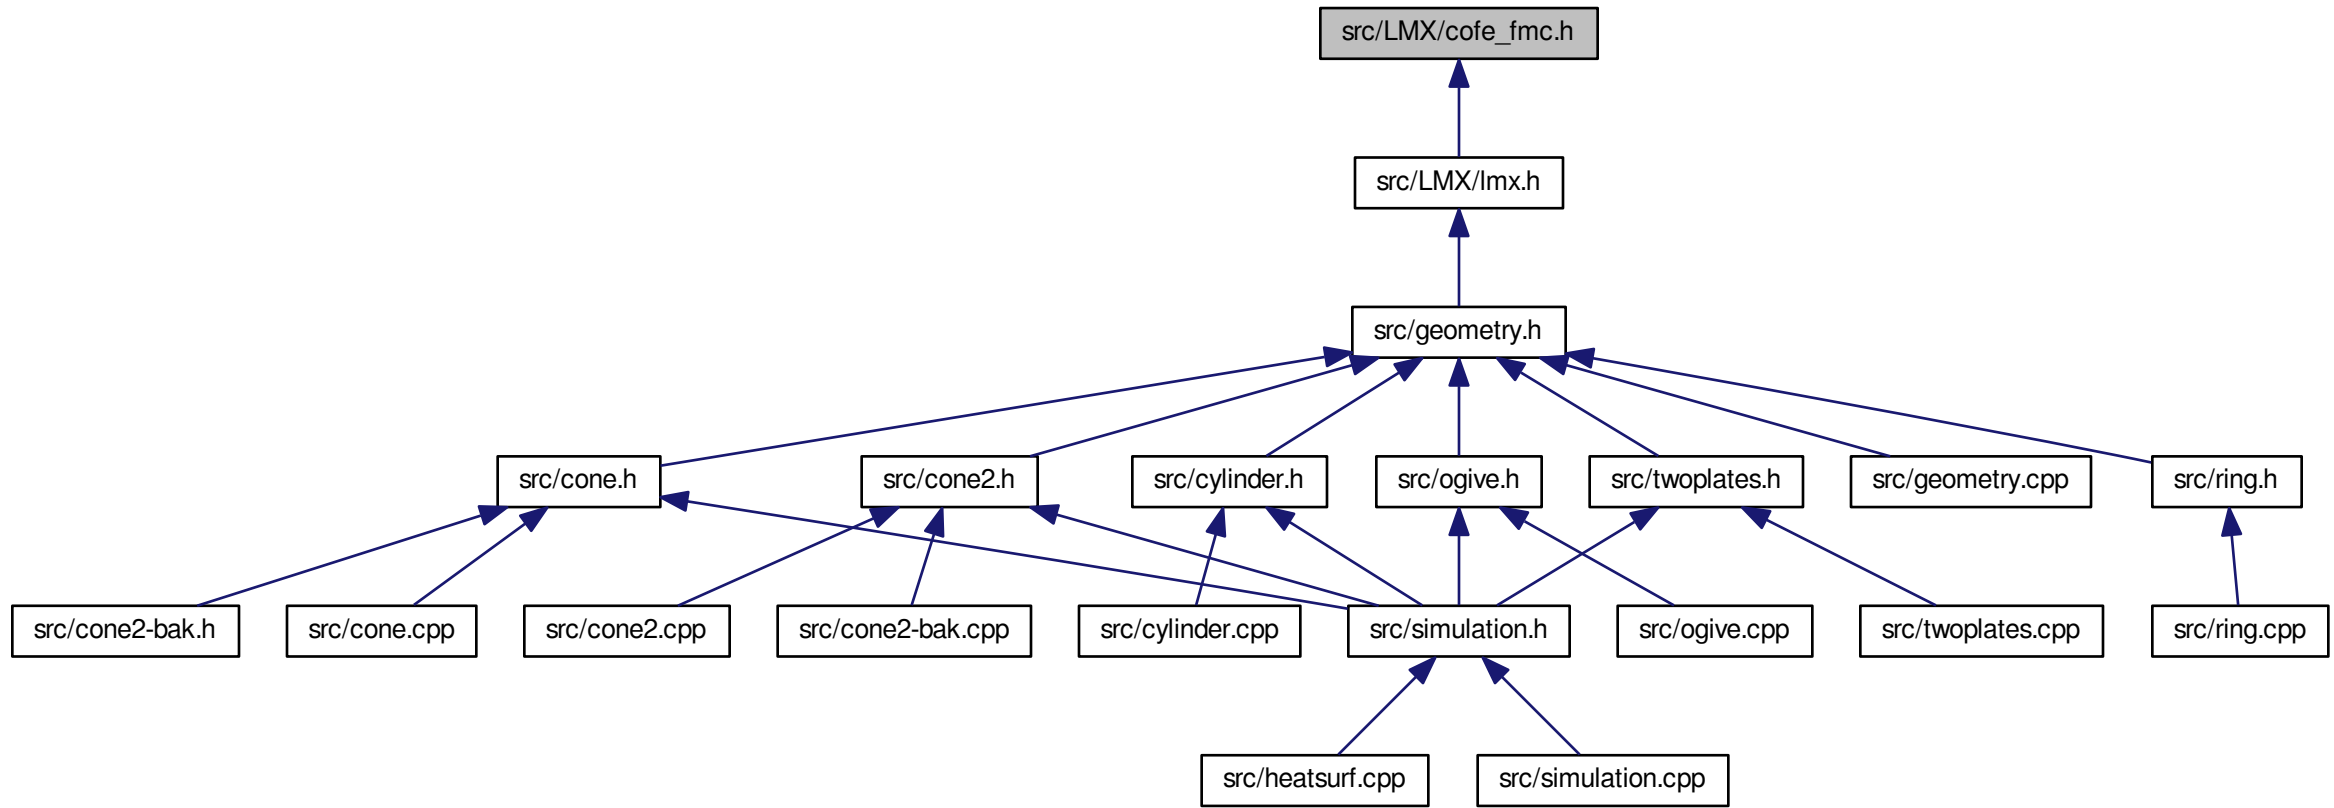 src/LMX/cofe_fmc.h
src/LMX/lmx.h
src/geometry.h
src/cone.h
src/cone2.h
src/cylinder.h
src/ogive.h
src/twoplates.h
src/geometry.cpp
src/ring.h
src/cone2-bak.h
src/cone.cpp
src/cone2.cpp
src/cone2-bak.cpp
src/cylinder.cpp
src/simulation.h
src/ogive.cpp
src/twoplates.cpp
src/ring.cpp
src/heatsurf.cpp
src/simulation.cpp